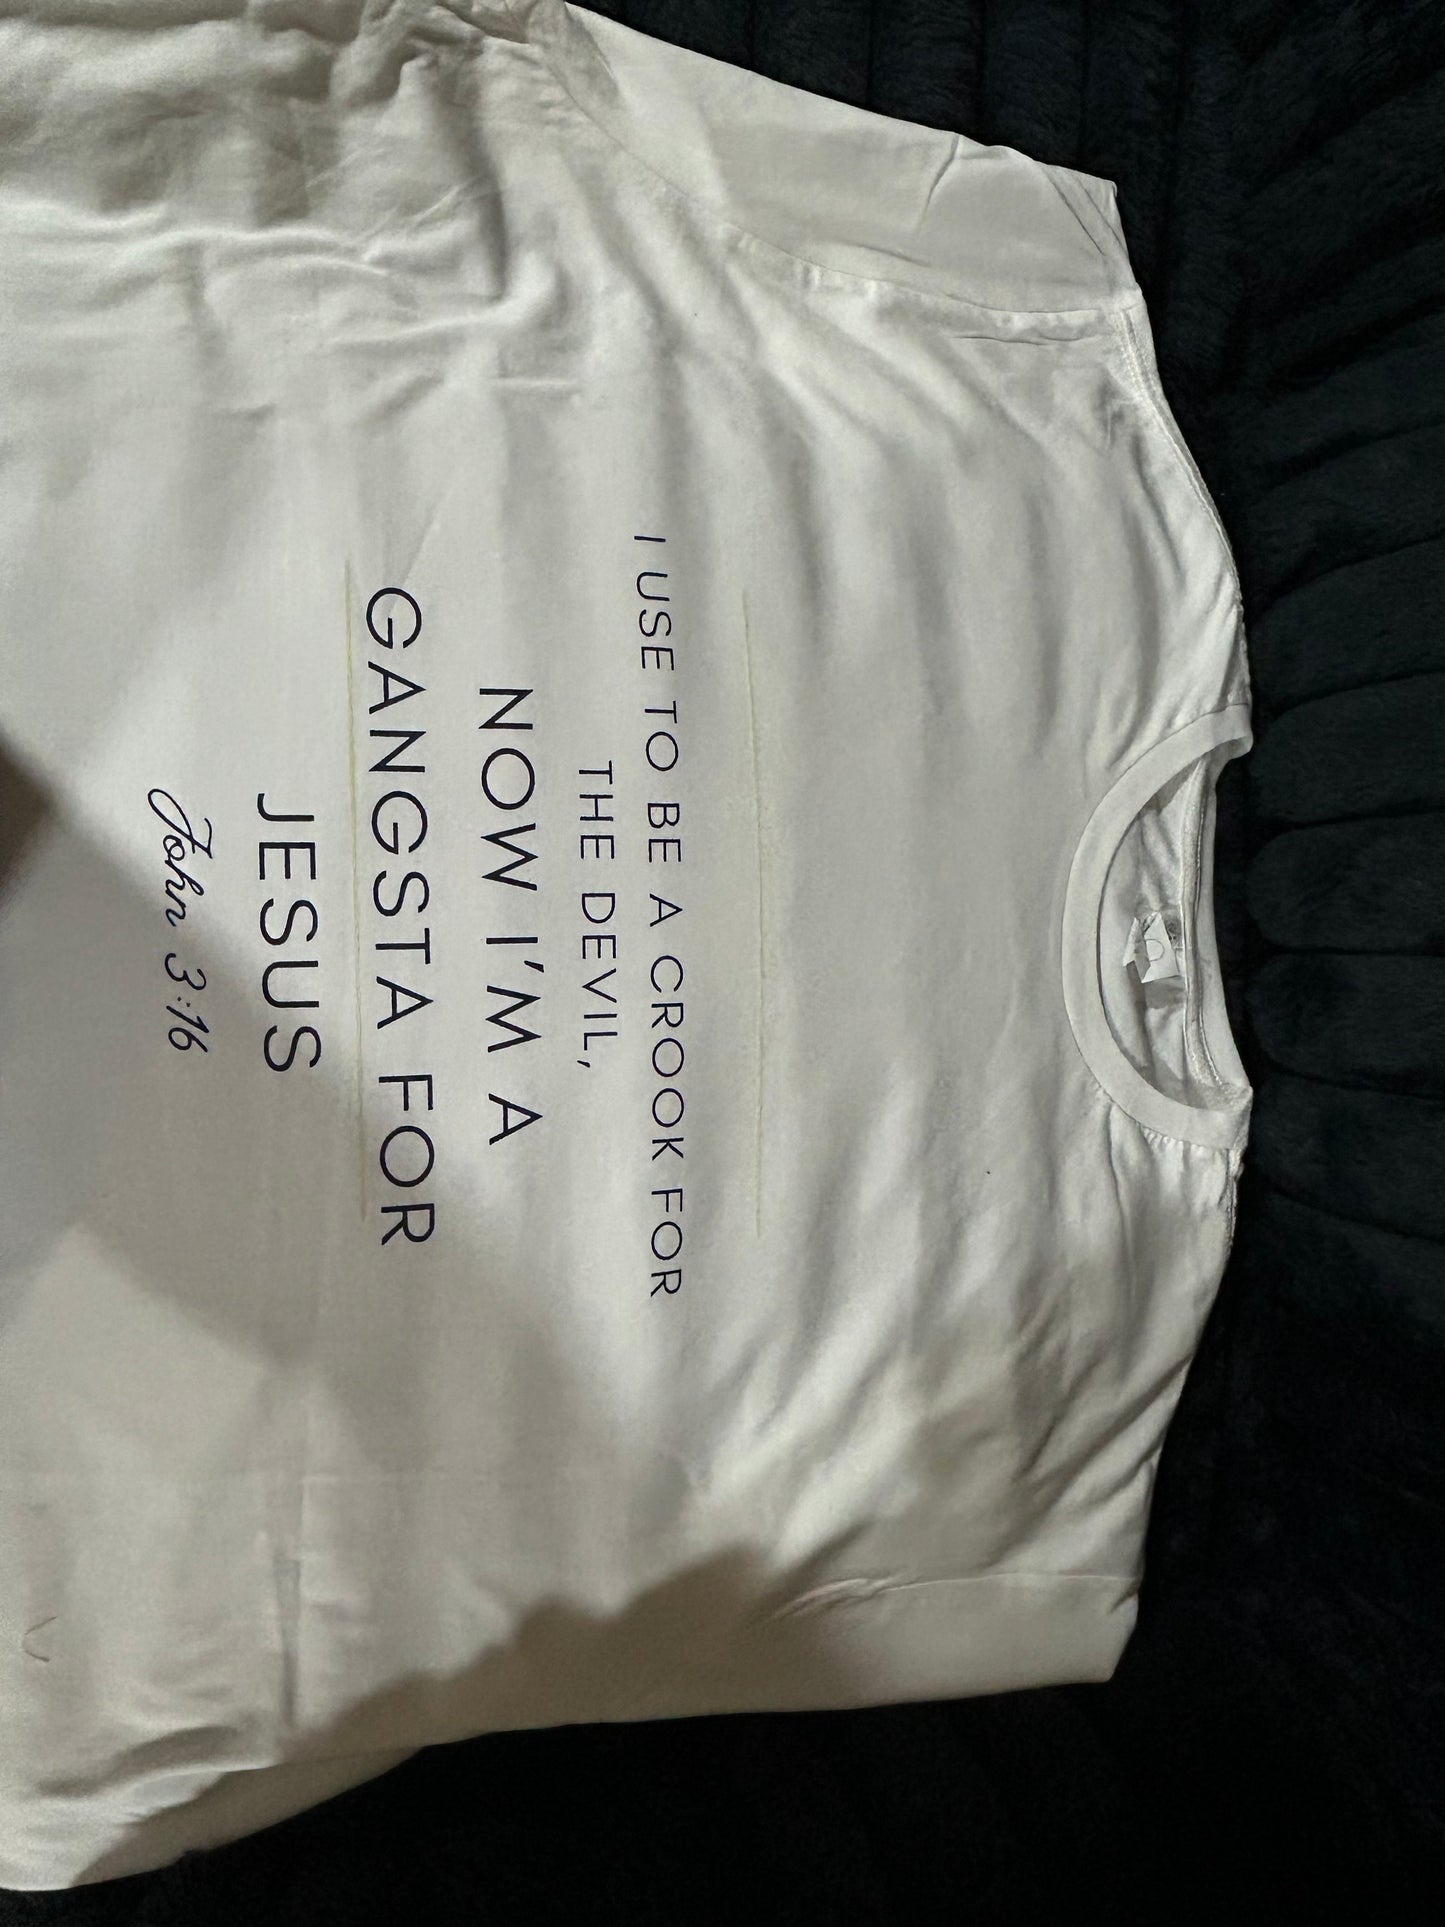 I USE TO BE A CROOK FOR
THE DEVIL,
NOW I'M A
GANGSTA FOR
JESUS
John 3:16